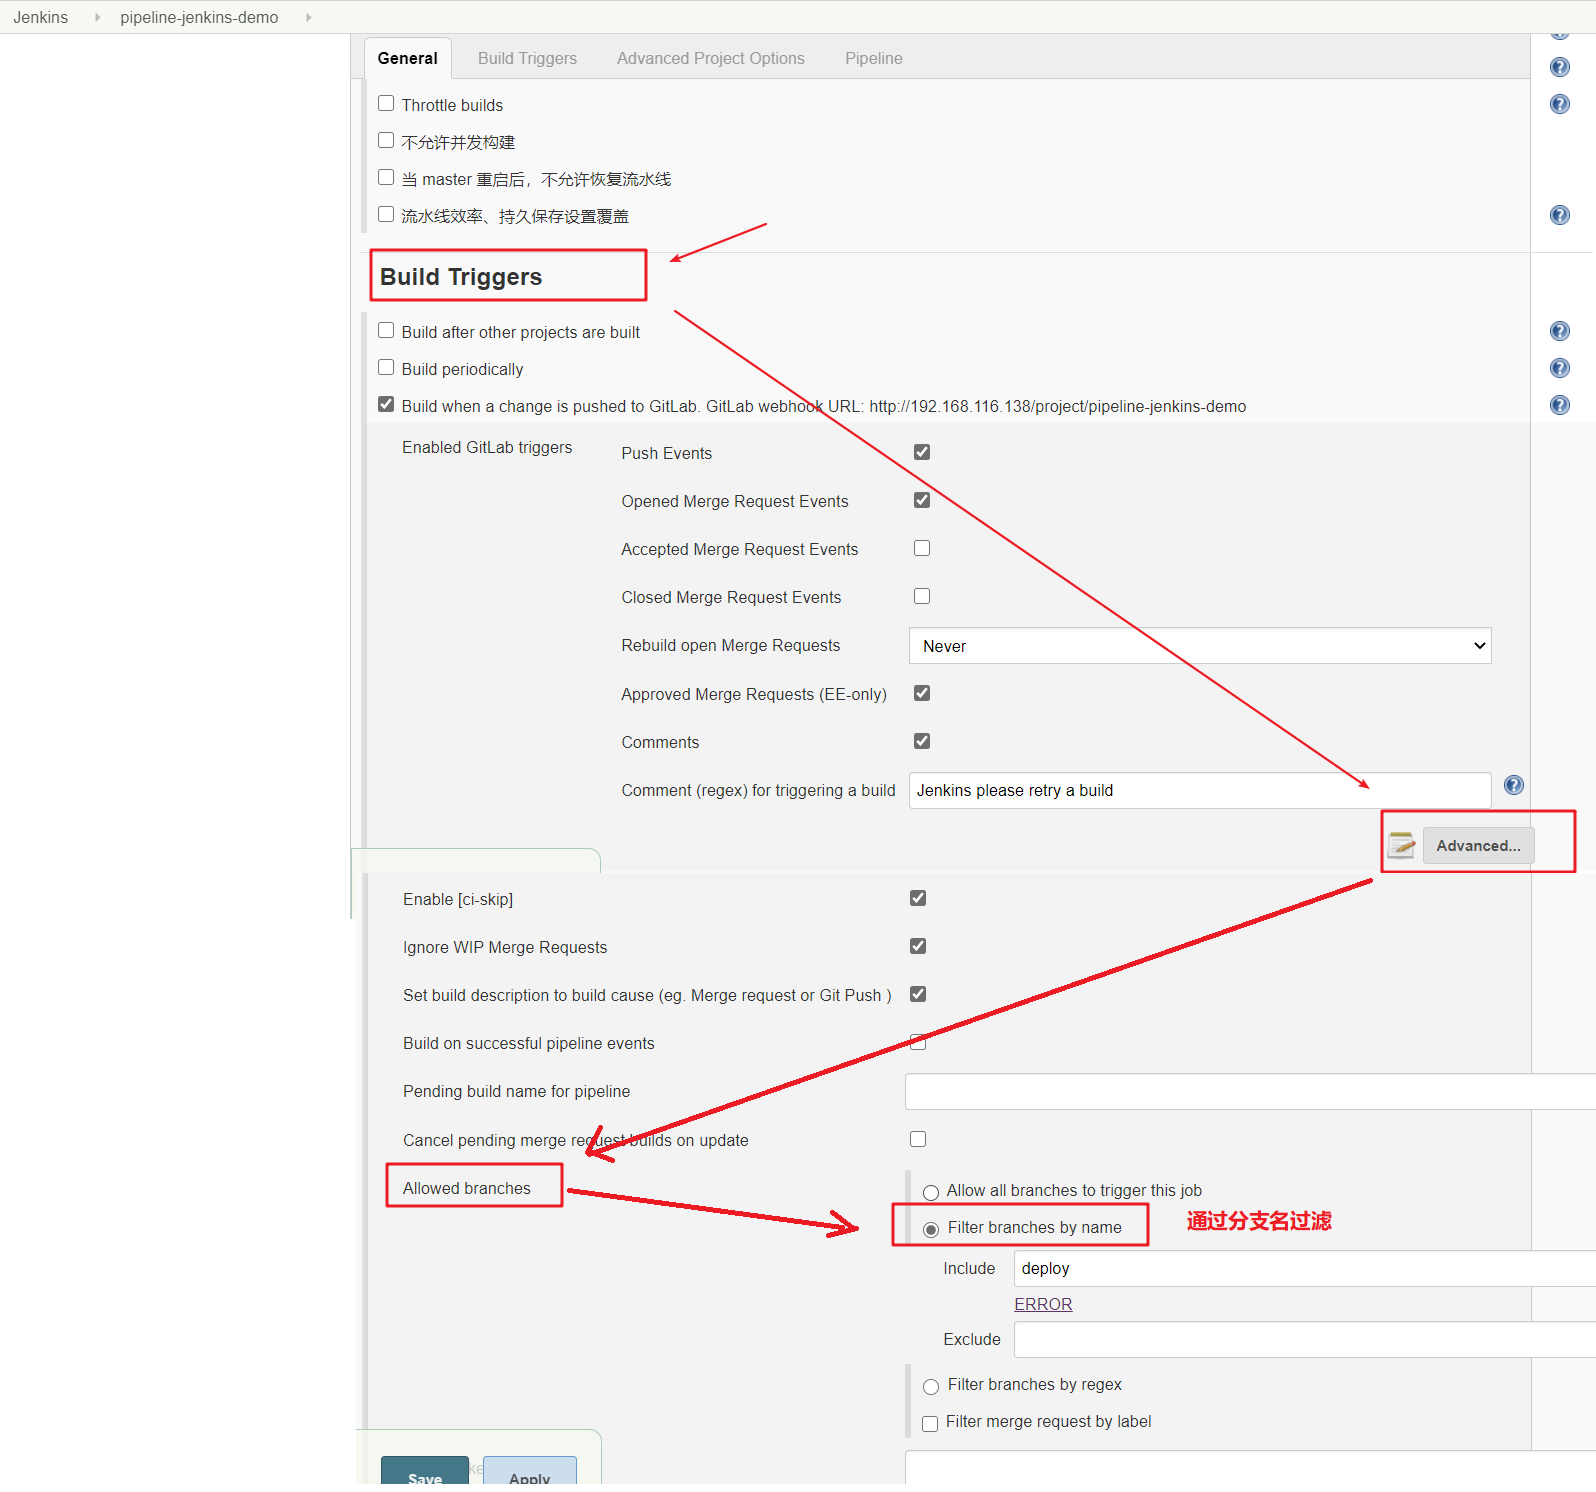 Jenkins pipeline-jenkins-demo
General Build Triggers Advanced Project Options Pipeline
Throttle builds
不允许并发构建
当 master 重启后，不允许恢复流水线
流水线效率、持久保存设置覆盖
Build Triggers
Build after other projects are built
Build periodically
Build when a change is pushed to GitLab. GitLab webhook URL: http://192.168.116.138/project/pipeline-jenkins-demo
Enabled GitLab triggers
Push Events
Opened Merge Request Events
Accepted Merge Request Events
Closed Merge Request Events
Rebuild open Merge Requests Never
Approved Merge Requests (EE-only)
Comments
Comment (regex) for triggering a build Jenkins please retry a build
Advanced...
Enable [ci-skip]
Ignore WIP Merge Requests
Set build description to build cause (eg. Merge request or Git Push )
Build on successful pipeline events
Pending build name for pipeline
Cancel pending merge request builds on update
Allowed branches
Allow all branches to trigger this job
Filter branches by name 通过分支名过滤
Include deploy
ERROR
Exclude
Filter branches by regex
Filter merge request by label
Save Apply